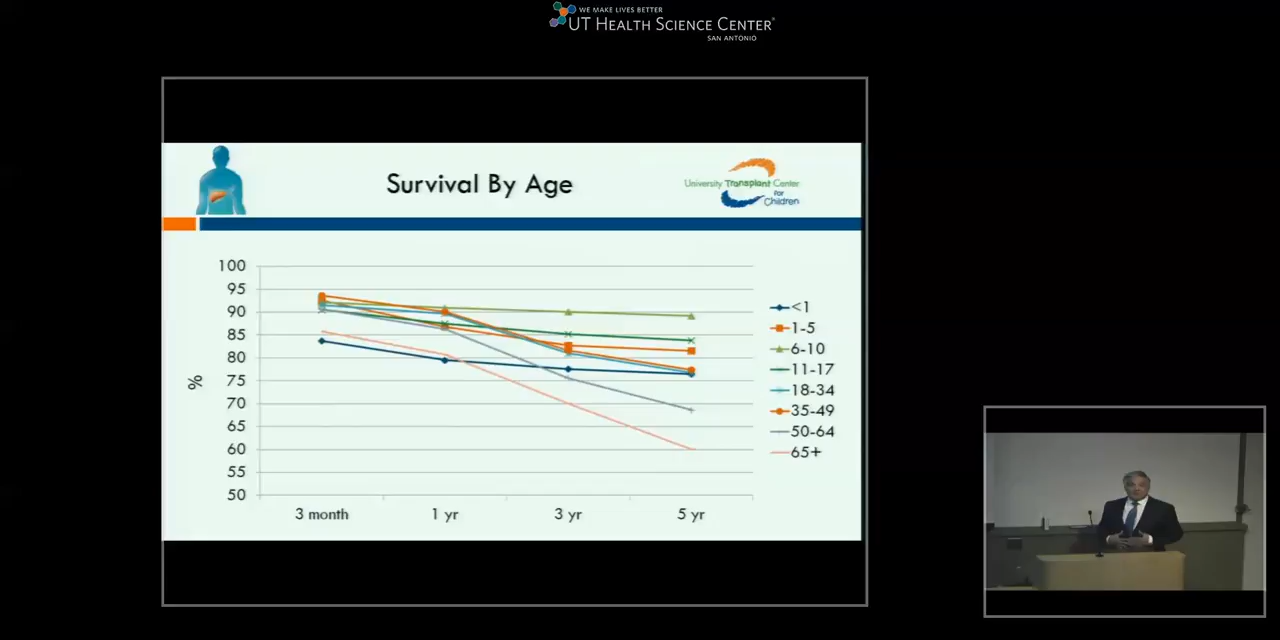 WE MAKE LIVES BETTER
UT HEALTH SCIENCE CENTER®
SAN ANTONIO
Survival By Age
University Transplant Center
for
Children
%
100
95
90
85
80
75
70
65
60
55
50
3 month
1 yr
3 yr
5 yr
<1
1-5
6-10
11-17
18-34
35-49
50-64
65+